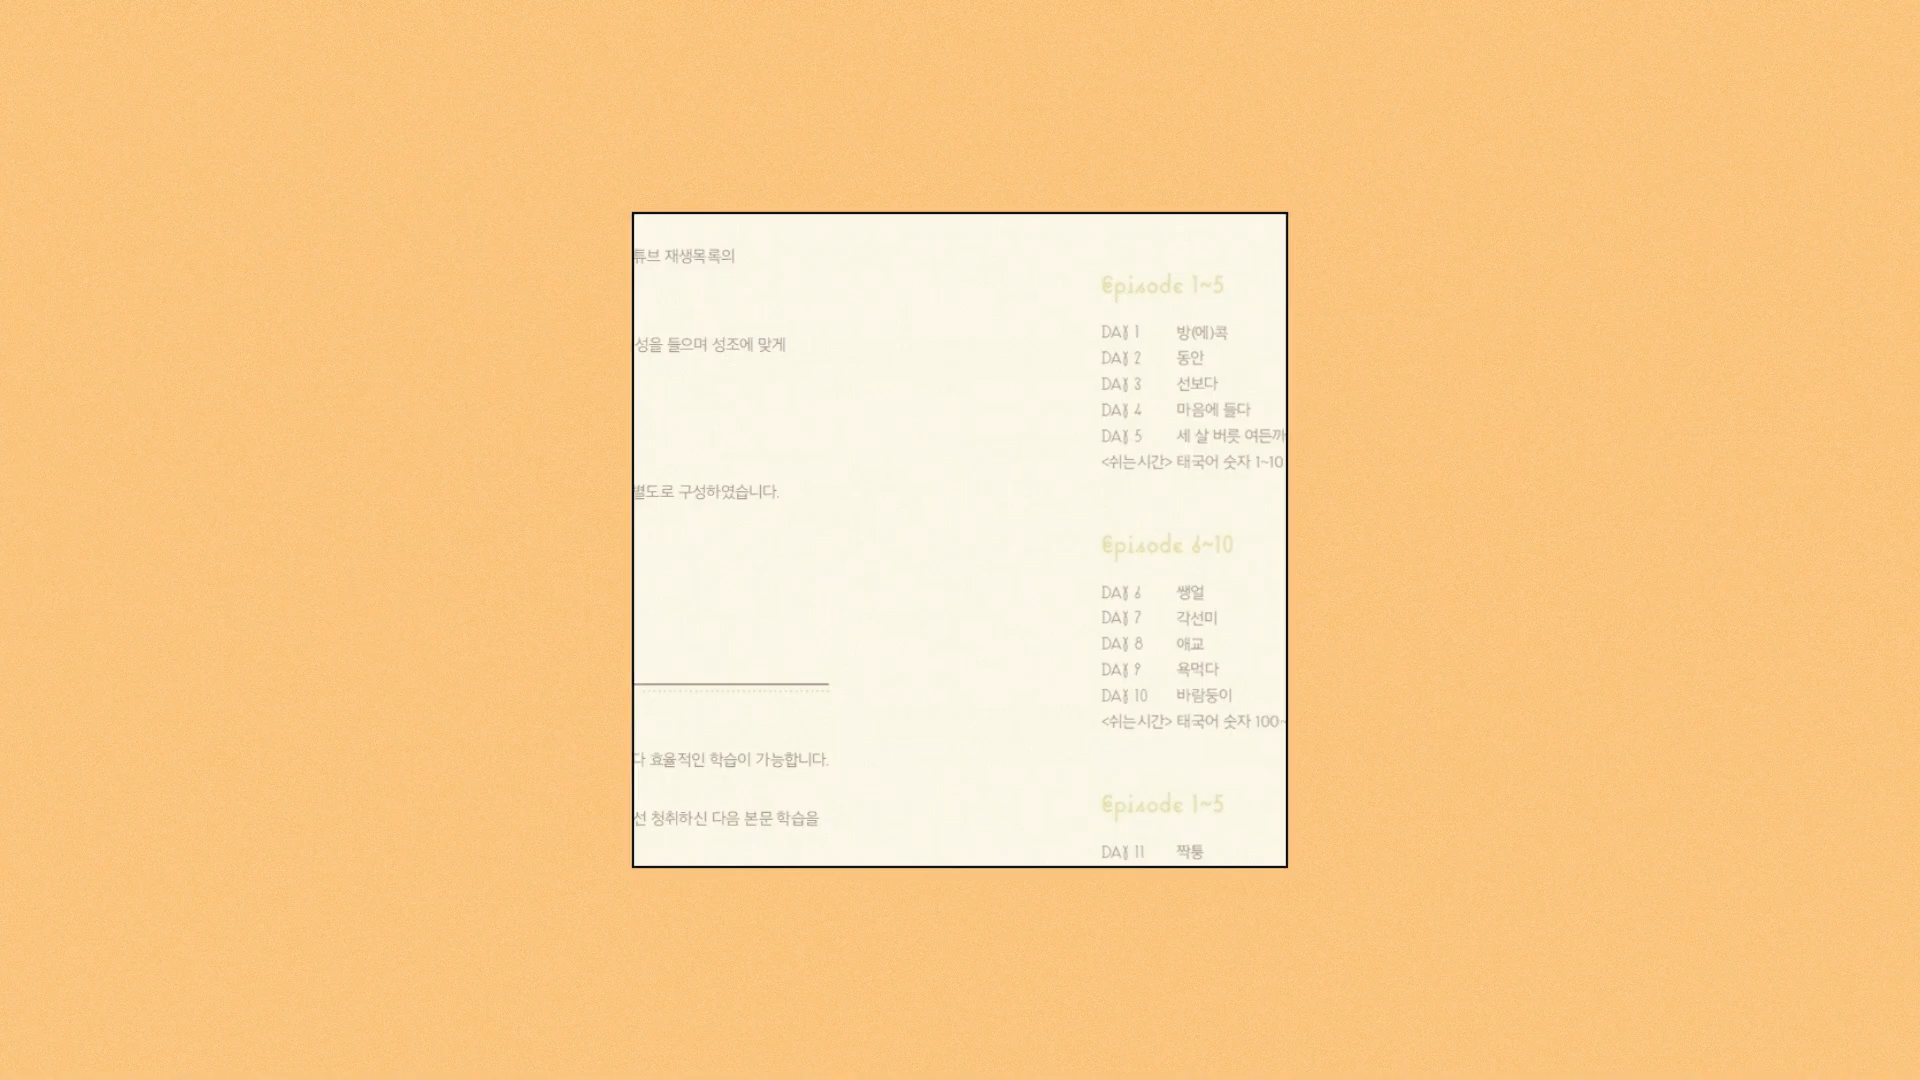 튜브 재생목록의
성을 들으며 성조에 맞게
별도로 구성하였습니다.
다 효율적인 학습이 가능합니다.
선 청취하신 다음 본문 학습을
Episode 1~5
DAY 1 방(에)콕
DAY 2 동안
DAY 3 선보다
DAY 4 마음에 들다
DAY 5 세 살 버릇 여든까
<쉬는시간> 태국어 숫자 1~10
Episode 6~10
DAY 6 쌩얼
DAY 7 각선미
DAY 8 애교
DAY 9 욕먹다
DAY 10 바람둥이
<쉬는시간> 태국어 숫자 100~
Episode 1~5
DAY 11 짝퉁